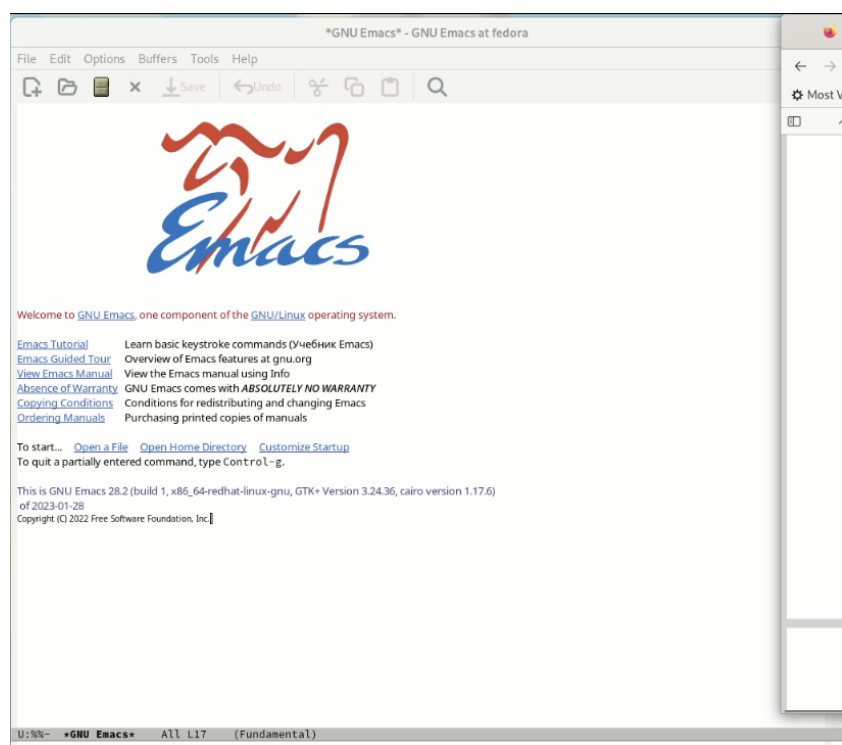 *GNU Emacs* - GNU Emacs at fedora
File Edit Options Buffers Tools Help
Save Undo
Most V
Emacs
Welcome to GNU Emacs, one component of the GNU/Linux operating system.
Emacs Tutorial Learn basic keystroke commands (Учебник Emacs)
Emacs Guided Tour Overview of Emacs features at gnu.org
View Emacs Manual View the Emacs manual using Info
Absence of Warranty GNU Emacs comes with ABSOLUTELY NO WARRANTY
Copying Conditions Conditions for redistributing and changing Emacs
Ordering Manuals Purchasing printed copies of manuals
To start... Open a File Open Home Directory Customize Startup
To quit a partially entered command, type Control-g.
This is GNU Emacs 28.2 (build 1, x86_64-redhat-linux-gnu, GTK+ Version 3.24.36, cairo version 1.17.6)
of 2023-01-28
Copyright (C) 2022 Free Software Foundation, Inc.
U:%%- *GNU Emacs* All L17 (Fundamental)